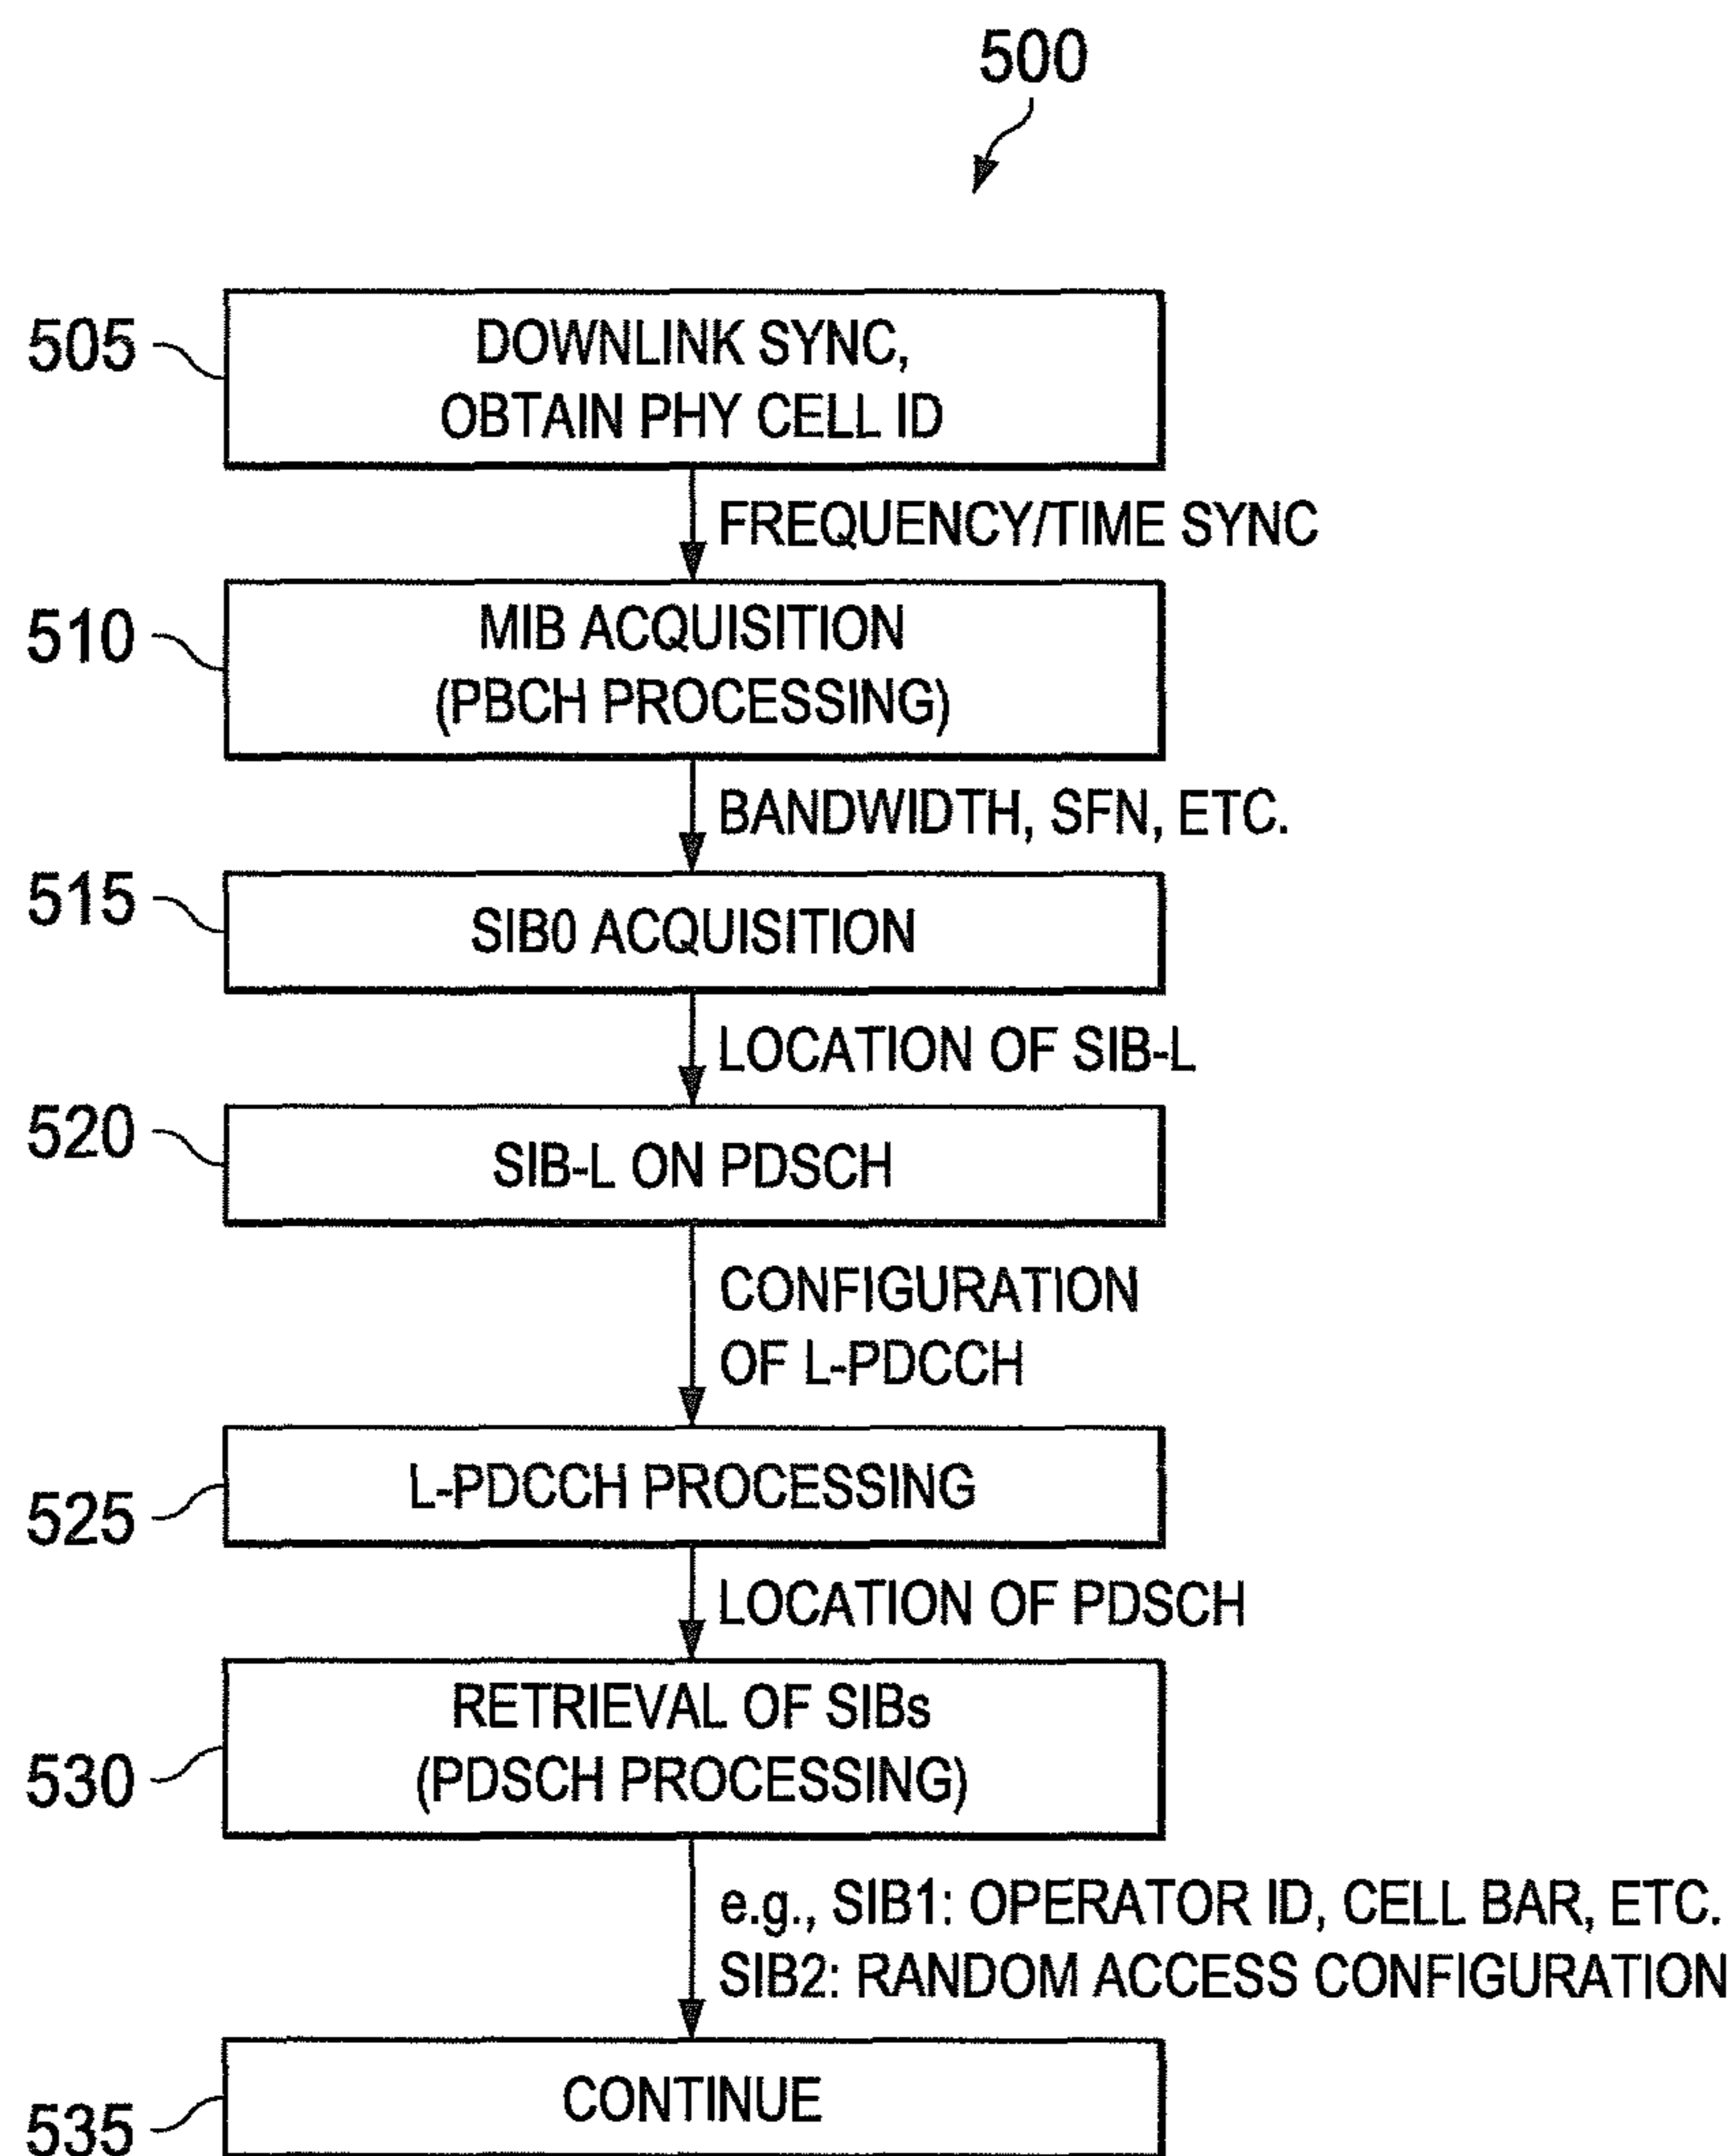 500
505
DOWNLINK SYNC,
OBTAIN PHY CELL ID
FREQUENCY/TIME SYNC
510
MIB ACQUISITION
(PBCH PROCESSING)
BANDWIDTH, SFN, ETC.
515
SIB0 ACQUISITION
LOCATION OF SIB-L
520
SIB-L ON PDSCH
CONFIGURATION
OF L-PDCCH
525
L-PDCCH PROCESSING
LOCATION OF PDSCH
530
RETRIEVAL OF SIBs
(PDSCH PROCESSING)
e.g., SIB1: OPERATOR ID, CELL BAR, ETC.
SIB2: RANDOM ACCESS CONFIGURATION
535
CONTINUE